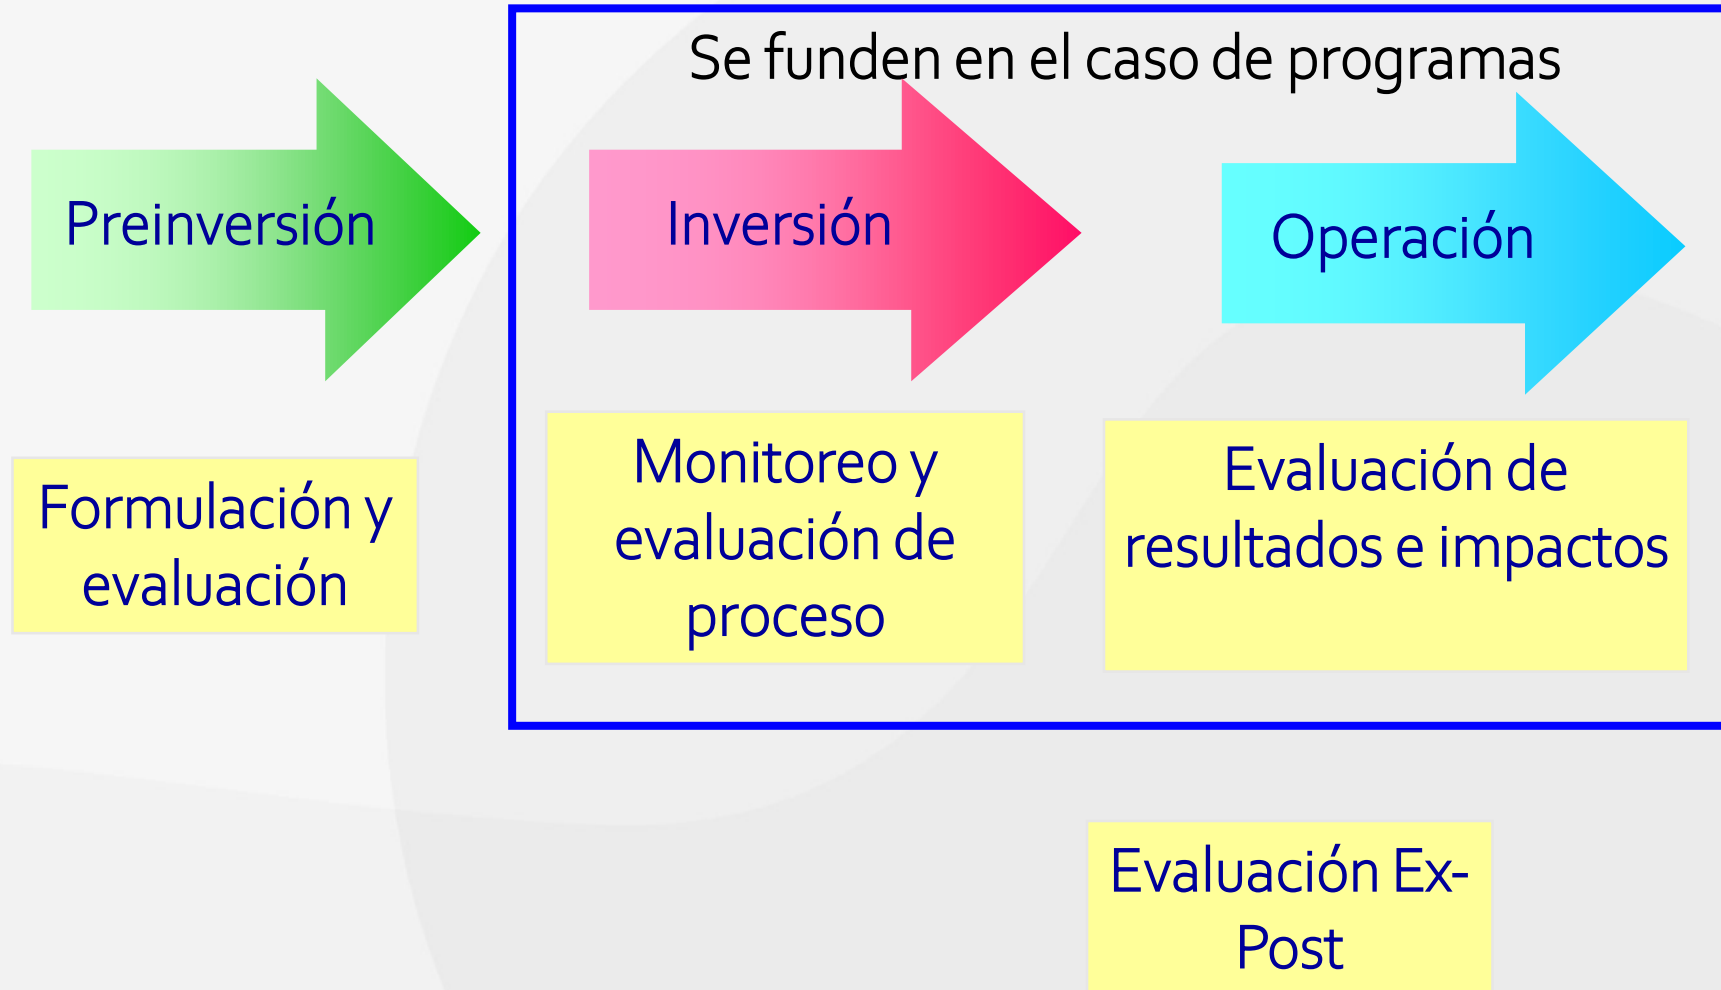 Se funden en el caso de programas
Preinversión
Inversión
Operación
Formulación y
evaluación
Monitoreo y
evaluación de
proceso
Evaluación de
resultados e impactos
Evaluación Ex-
Post